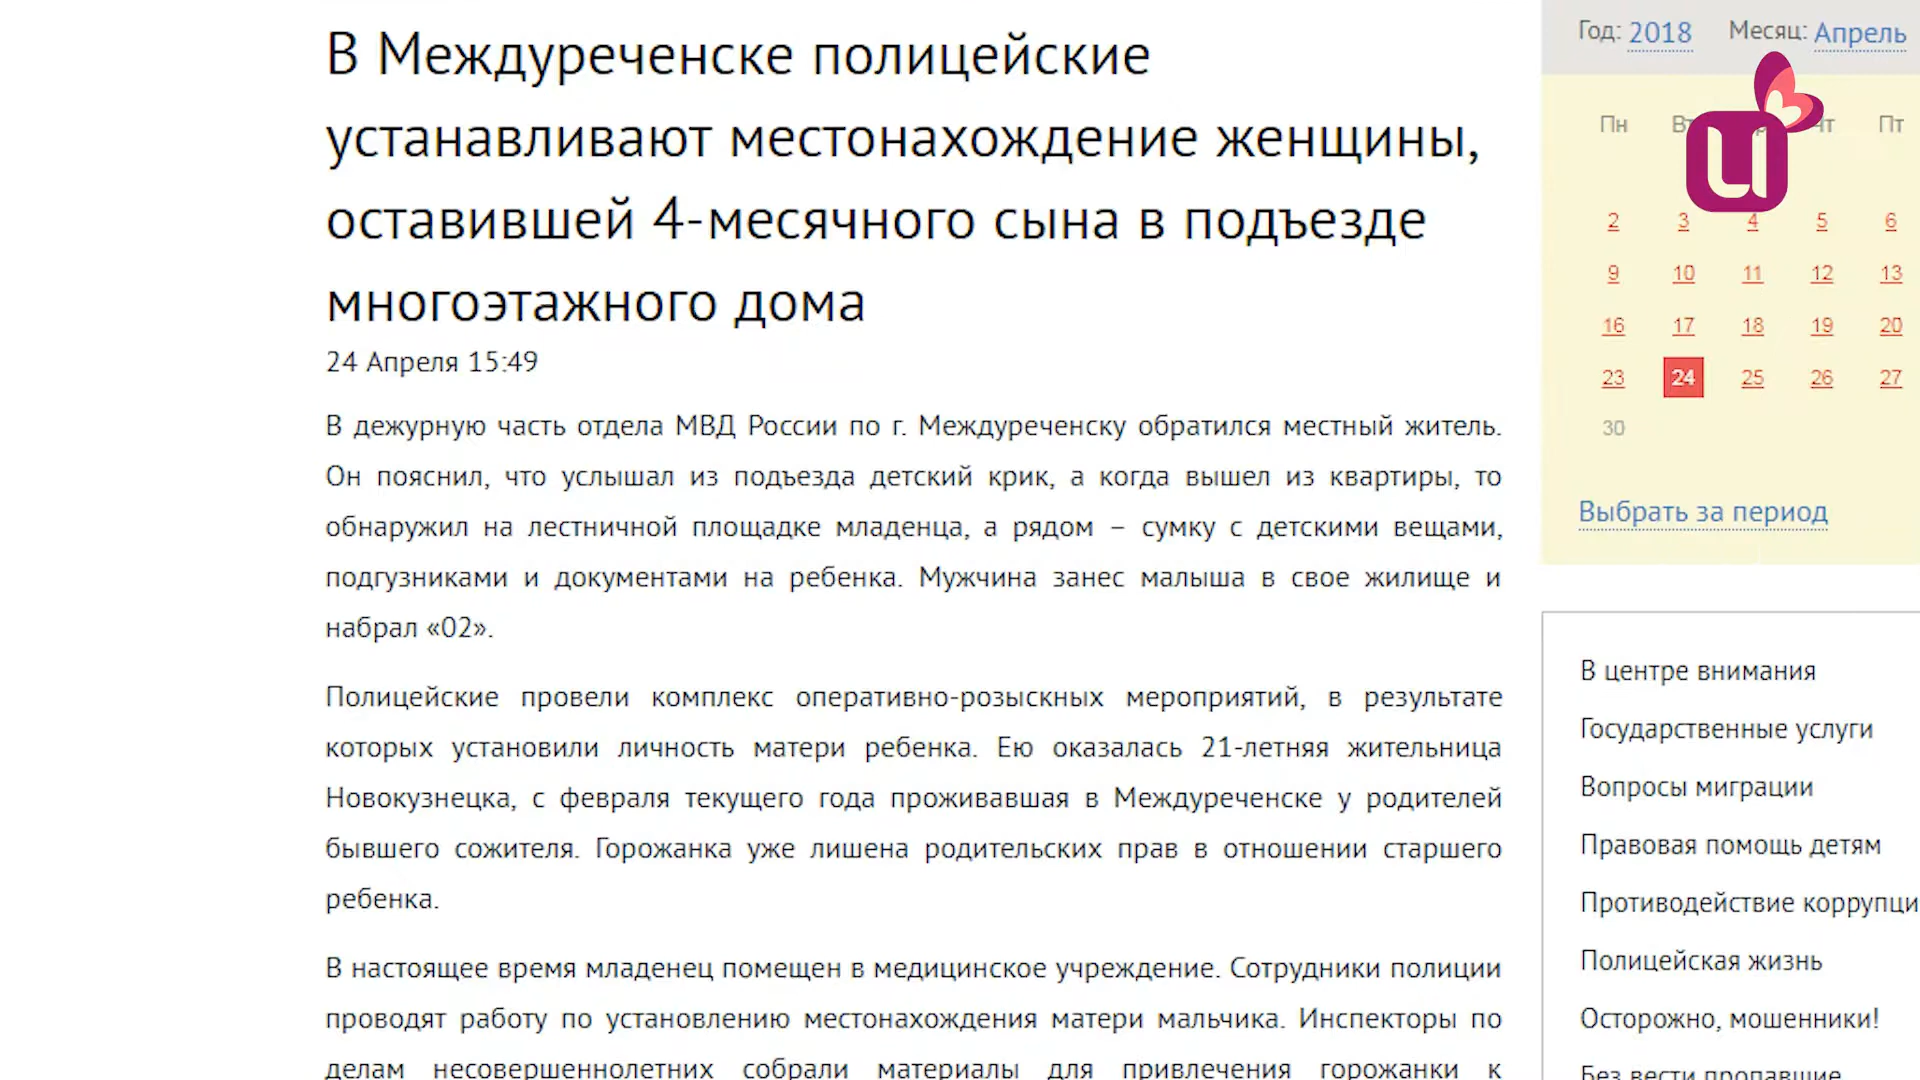 В Междуреченске полицейские
устанавливают местонахождение женщины,
оставившей 4-месячного сына в подъезде
многоэтажного дома
24 Апреля 15:49
В дежурную часть отдела МВД России по г. Междуреченску обратился местный житель.
Он пояснил, что услышал из подъезда детский крик, а когда вышел из квартиры, то
обнаружил на лестничной площадке младенца, а рядом – сумку с детскими вещами,
подгузниками и документами на ребенка. Мужчина занес малыша в свое жилище и
набрал «02».
Полицейские провели комплекс оперативно-розыскных мероприятий, в результате
которых установили личность матери ребенка. Ею оказалась 21-летняя жительница
Новокузнецка, с февраля текущего года проживавшая в Междуреченске у родителей
бывшего сожителя. Горожанка уже лишена родительских прав в отношении старшего
ребенка.
В настоящее время младенец помещен в медицинское учреждение. Сотрудники полиции
проводят работу по установлению местонахождения матери мальчика. Инспекторы по
делам несовершеннолетних собрали материалы для привлечения горожанки к
Год: 2018 Месяц: Апрель
Пн Пт
2 3 4 5 6
9 10 11 12 13
16 17 18 19 20
23 24 25 26 27
30
Выбрать за период
В центре внимания
Государственные услуги
Вопросы миграции
Правовая помощь детям
Противодействие коррупци
Полицейская жизнь
Осторожно, мошенники!
Без вести пропавшие